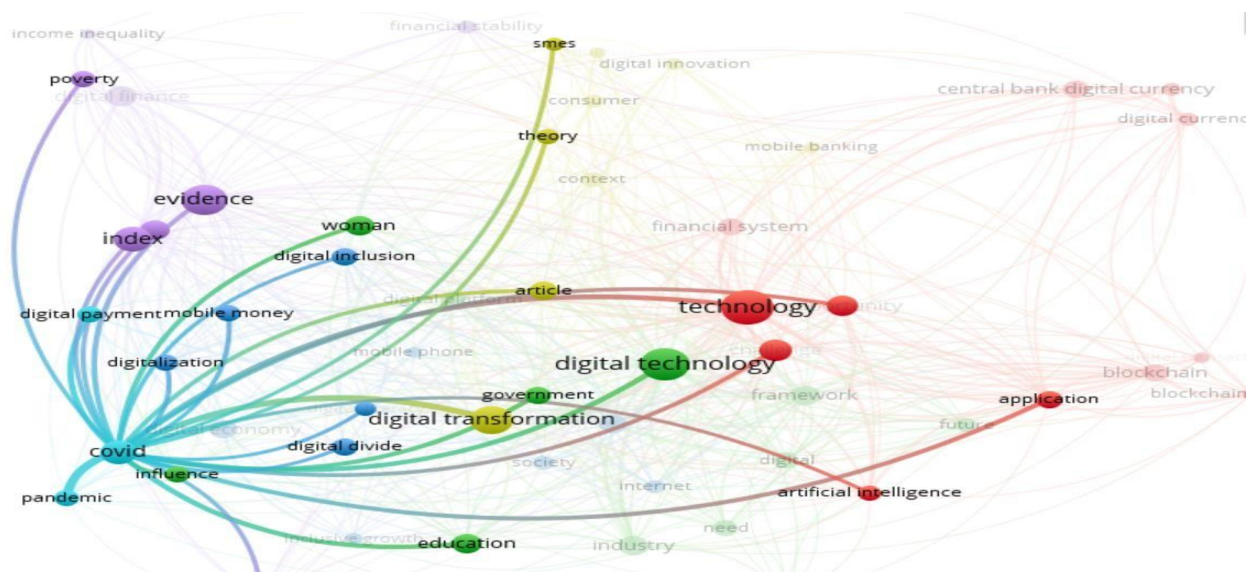 income inequality
financial stability
smes
poverty
digital finance
digital innovation
central bank digital currency
consumer
digital currenc
theory
mobile banking
context
evidence
woman
financial system
index
digital inclusion
article
digital platform
technology
digital payment
mobile money
mobile phone
digitalization
digital technology
blockchain
blockchain
government
framework
application
digital transformation
future
digital economy
digital divide
covid
society
digital
influence
internet
artificial intelligence
pandemic
need
inclusive growth
education
industry